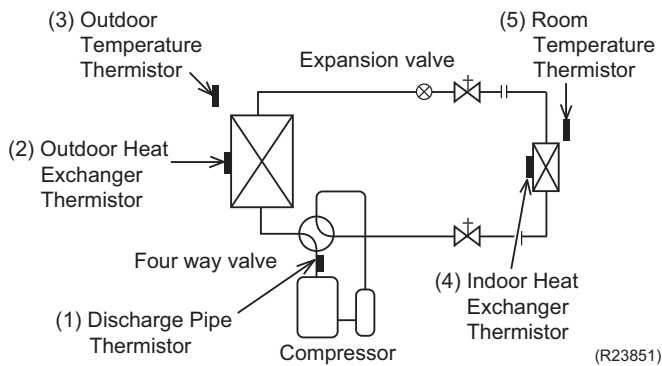 (3) Outdoor
Temperature
Thermistor
Expansion valve
(5) Room
Temperature
Thermistor
(2) Outdoor Heat
Exchanger
Thermistor
Four way valve
(1) Discharge Pipe
Thermistor
Compressor
(4) Indoor Heat
Exchanger
Thermistor
(R23851)